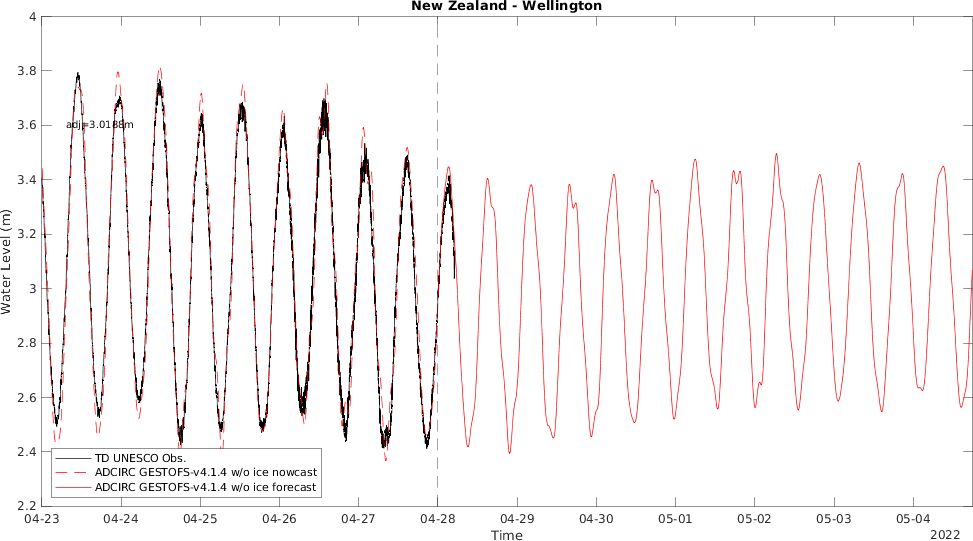 New Zealand - Wellington
4
3.8
3.6
3.4
3.2
3
2.8
2.6
2.4
2.2
Water Level (m)
adj=3.0188m
TD UNESCO Obs.
ADCIRC GESTOFS-v4.1.4 w/o ice nowcast
ADCIRC GESTOFS-v4.1.4 w/o ice forecast
04-23 04-24 04-25 04-26 04-27 04-28 04-29 04-30 05-01 05-02 05-03 05-04
Time
2022